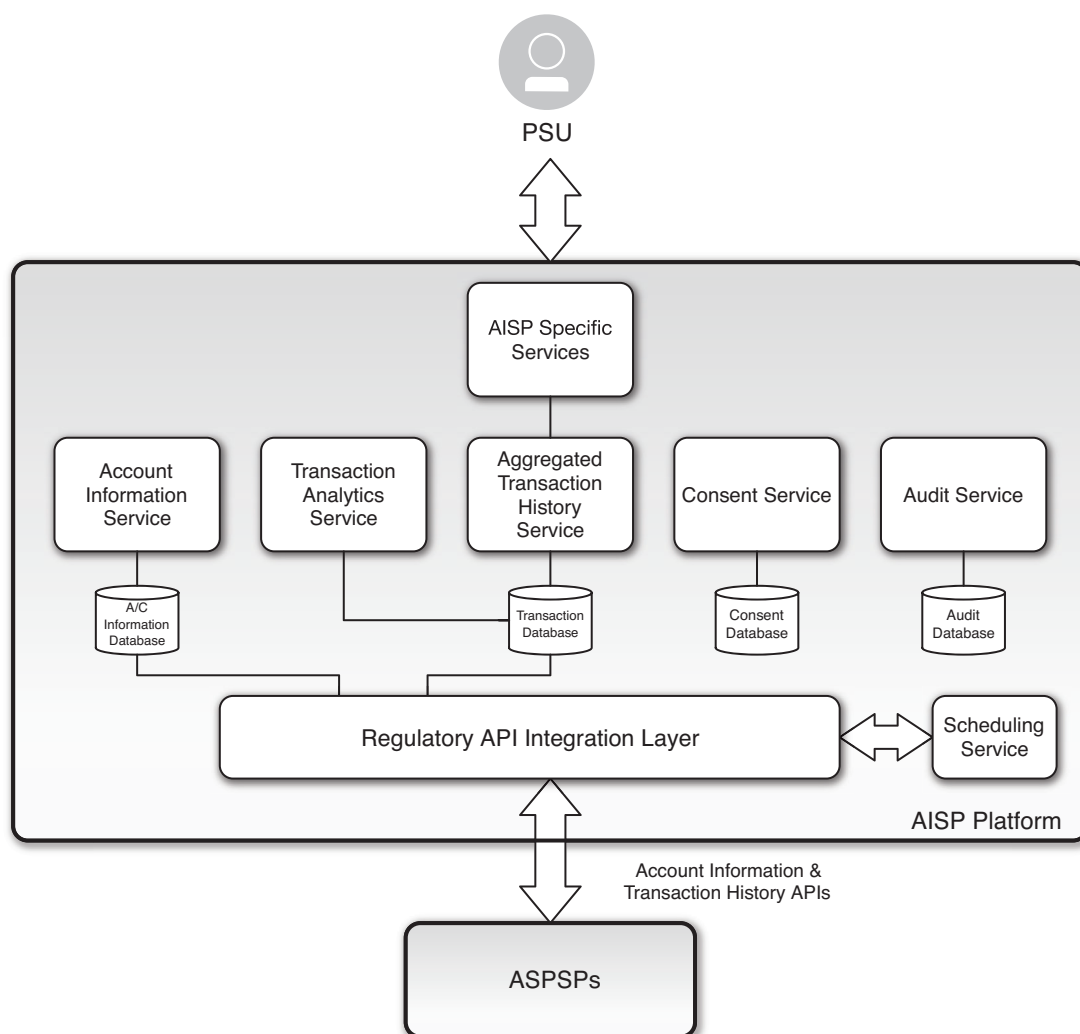 PSU
AISP Specific
Services
Account
Information
Service
Transaction
Analytics
Service
Aggregated
Transaction
History
Service
Consent Service
Audit Service
A/C
Information
Database
Transaction
Database
Consent
Database
Audit
Database
Regulatory API Integration Layer
Scheduling
Service
AISP Platform
Account Information &
Transaction History APIs
ASPSPs